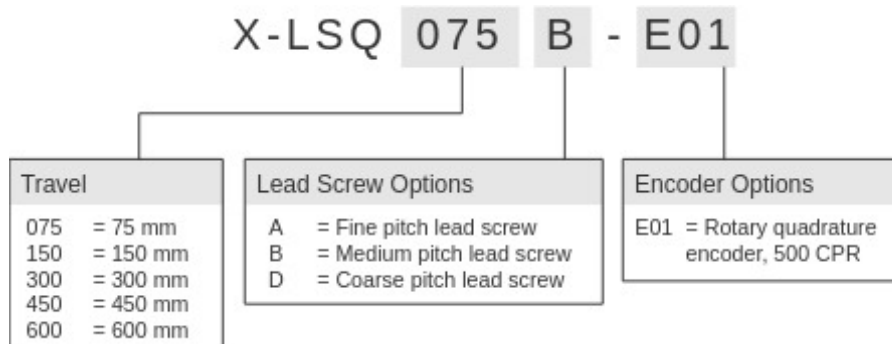 X-LSQ 075 B - E01
Travel
075 = 75 mm
150 = 150 mm
300 = 300 mm
450 = 450 mm
600 = 600 mm
Lead Screw Options
A = Fine pitch lead screw
B = Medium pitch lead screw
D = Coarse pitch lead screw
Encoder Options
E01 = Rotary quadrature
encoder, 500 CPR